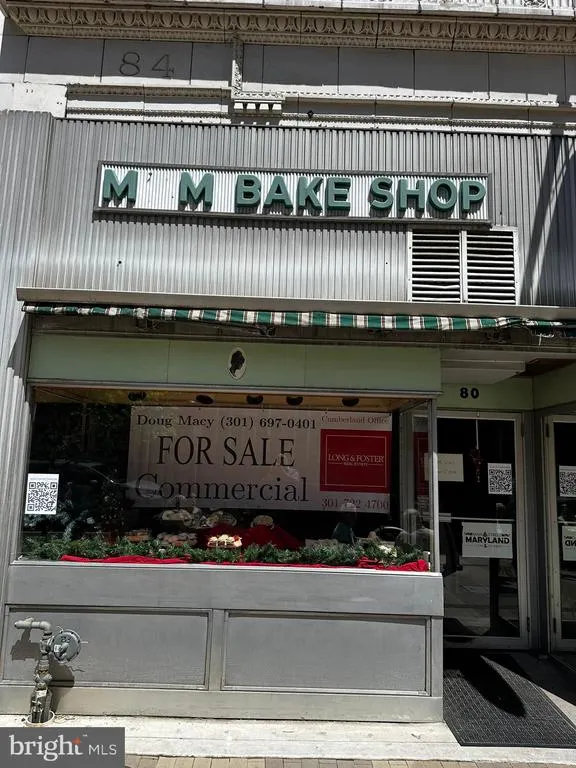 84
M M BAKE SHOP
80
Doug Macy (301) 697-0401 Cumberland Office
FOR SALE
Commercial
LONG & FOSTER
REAL ESTATE
301-722-4700
MARYLAND
bright MLS